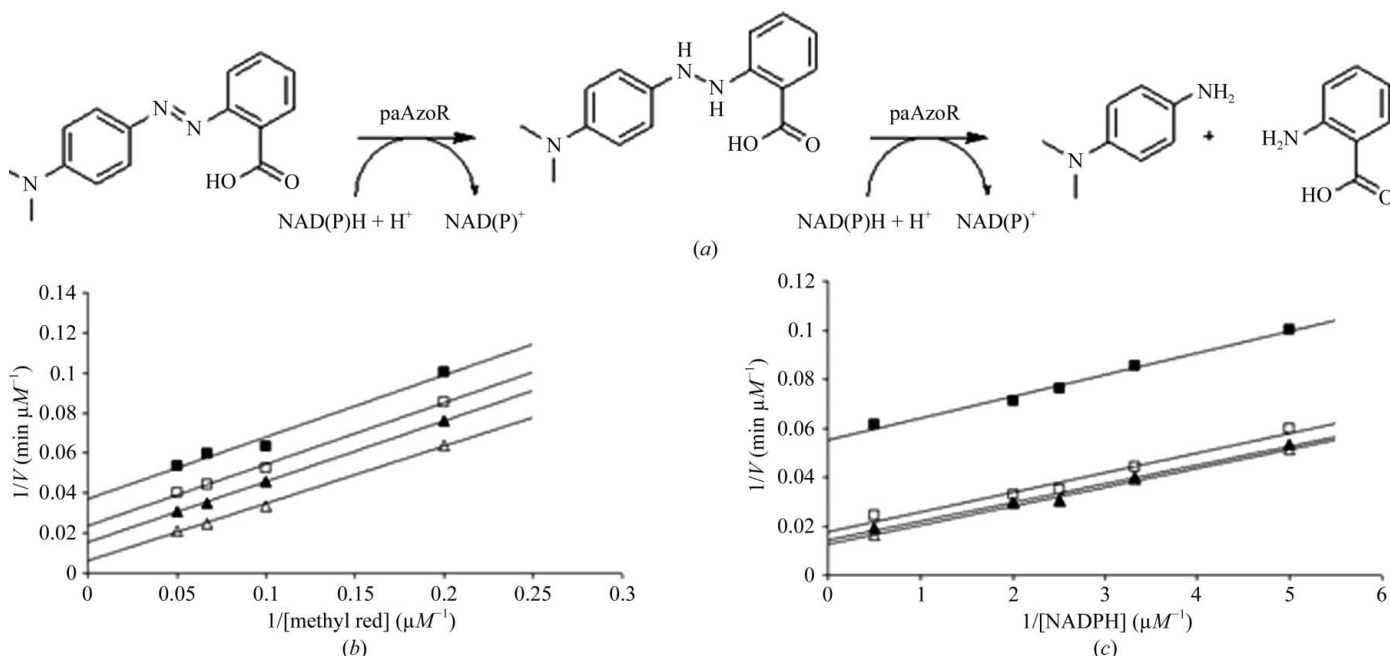 N=N
HO
O
N
paAzoR
NAD(P)H + H⁺ NAD(P)⁺
H
N
N
H
HO
O
N
paAzoR
NAD(P)H + H⁺ NAD(P)⁺
NH₂
N
+
H₂N
HO
O
(a)
0.14
0.12
0.1
0.08
0.06
0.04
0.02
0
1/V (min µM⁻¹)
0 0.05 0.1 0.15 0.2 0.25 0.3
1/[methyl red] (µM⁻¹)
(b)
0.12
0.1
0.08
0.06
0.04
0.02
0
1/V (min µM⁻¹)
0 1 2 3 4 5 6
1/[NADPH] (µM⁻¹)
(c)